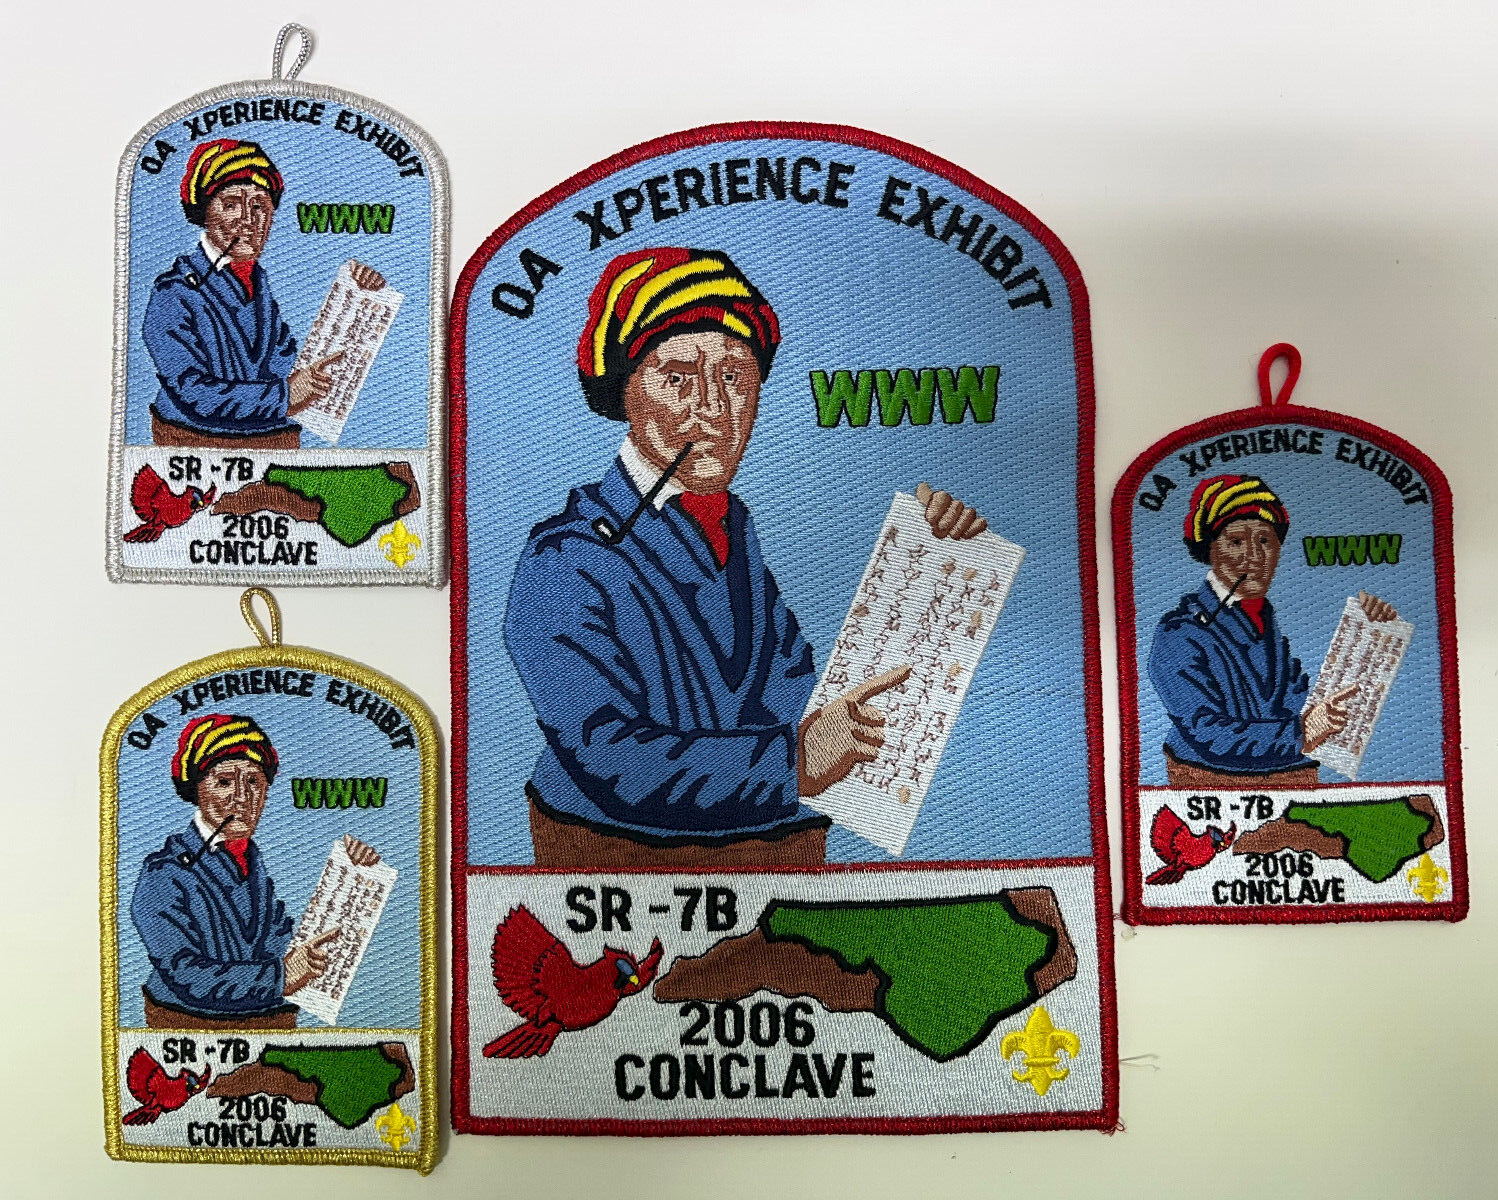 OA XPERIENCE EXHIBIT
WWW
SR -7B
2006
CONCLAVE
OA XPERIENCE EXHIBIT
WWW
SR -7B
2006
CONCLAVE
OA XPERIENCE EXHIBIT
WWW
SR -7B
2006
CONCLAVE
OA XPERIENCE EXHIBIT
WWW
SR -7B
2006
CONCLAVE